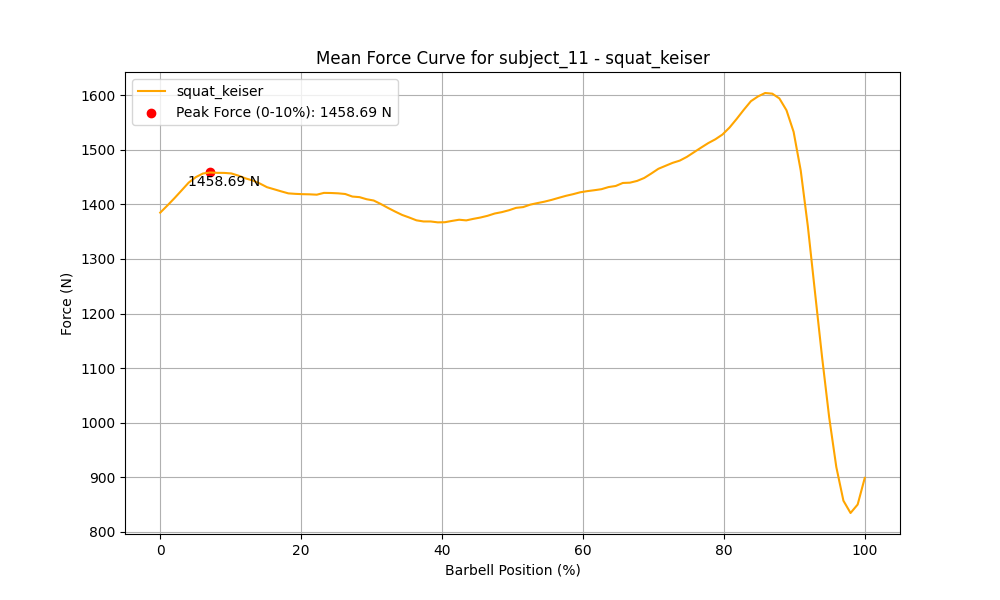 Mean Force Curve for subject_11 - squat_keiser
squat_keiser
Peak Force (0-10%): 1458.69 N
1458.69 N
1600
1500
1400
1300
1200
1100
1000
900
800
Force (N)
0 20 40 60 80 100
Barbell Position (%)